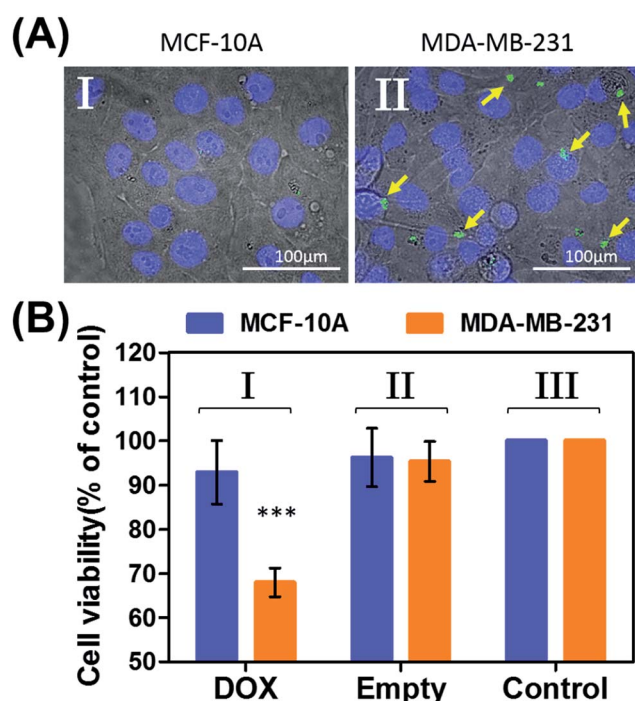 (A)
MCF-10A
MDA-MB-231
I
II
100μm
100μm
(B)
MCF-10A
MDA-MB-231
Cell viability(% of control)
120
110
100
90
80
70
60
50
I
II
III
***
DOX
Empty
Control